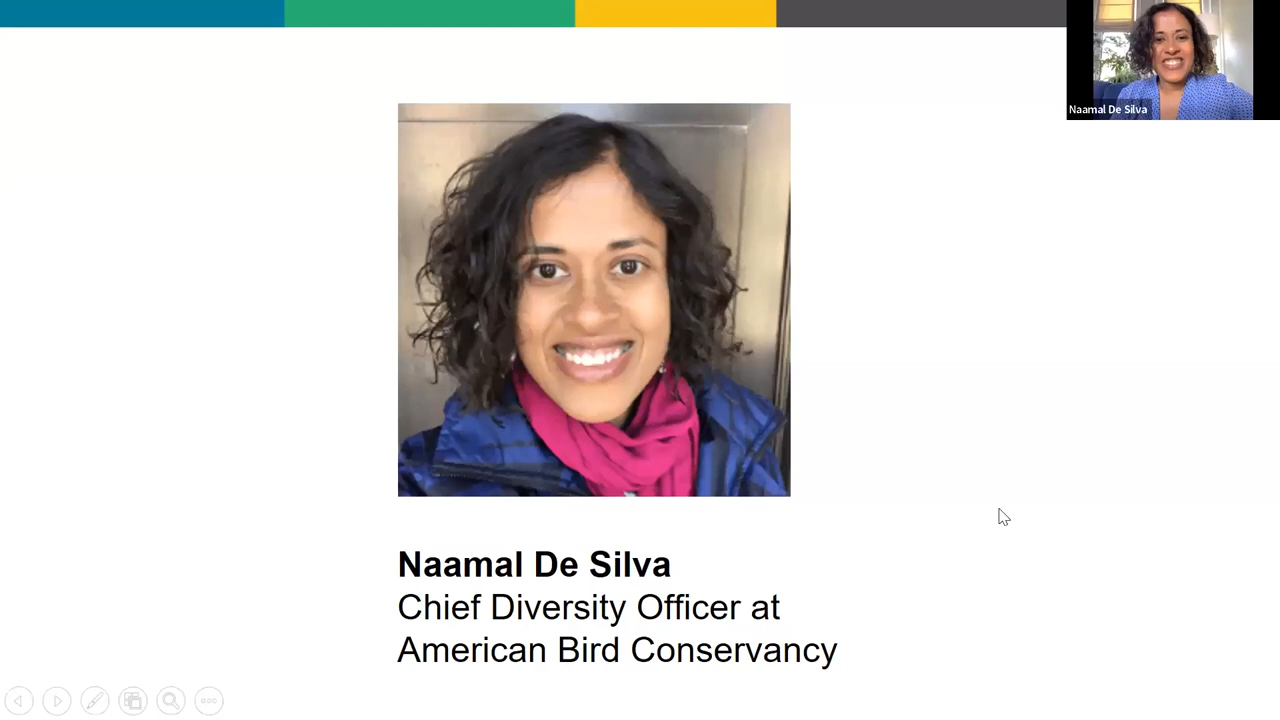 Naamal De Silva
Naamal De Silva
Chief Diversity Officer at
American Bird Conservancy